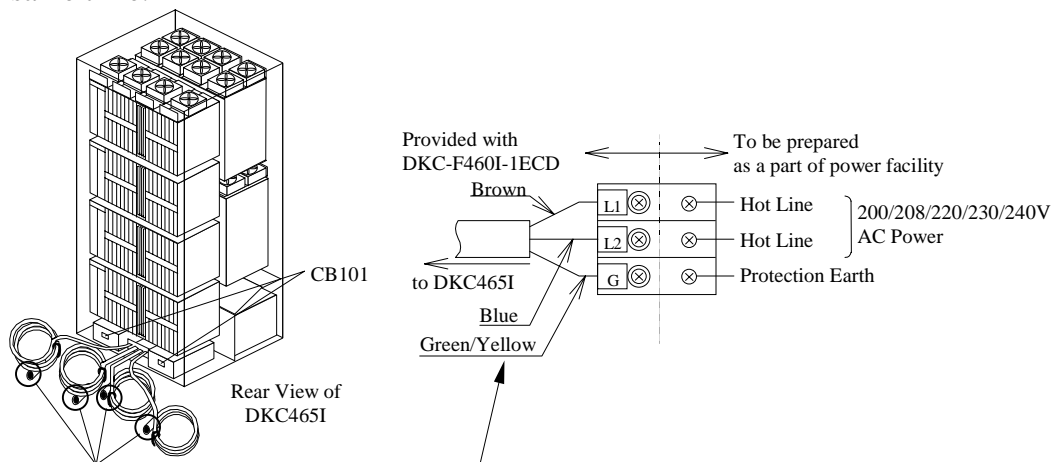 Provided with
DKC-F460I-1ECD
To be prepared
as a part of power facility
Brown
L1
Hot Line
200/208/220/230/240V
AC Power
L2
Hot Line
to DKC465I
G
Protection Earth
CB101
Blue
Green/Yellow
Rear View of
DKC465I